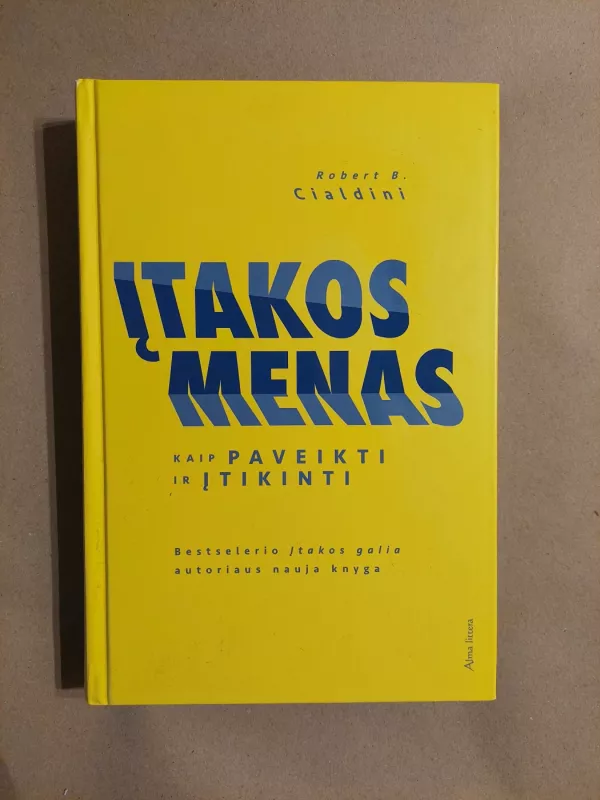 Robert B.
Cialdini
ĮTAKOS
MENAS
KAIP PAVEIKTI
IR ĮTIKINTI
Bestselerio Įtakos galia
autoriaus nauja knyga
Alma littera